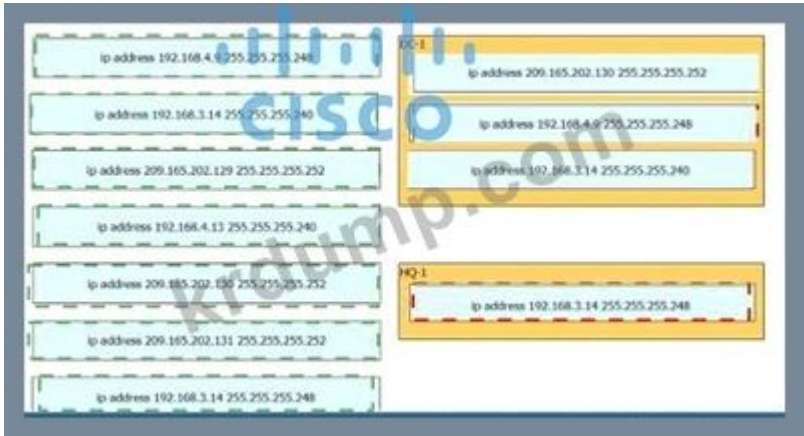 ip address 192.168.4.9 255.255.255.248
ip address 192.168.3.14 255.255.255.240
ip address 209.165.202.129 255.255.255.252
ip address 192.168.4.13 255.255.255.240
ip address 209.165.202.130 255.255.255.252
ip address 209.165.202.131 255.255.255.252
ip address 192.168.3.14 255.255.255.248
DC-1
ip address 209.165.202.130 255.255.255.252
ip address 192.168.4.9 255.255.255.248
ip address 192.168.3.14 255.255.255.240
HQ-1
ip address 192.168.3.14 255.255.255.248
CISCO
krdump.com